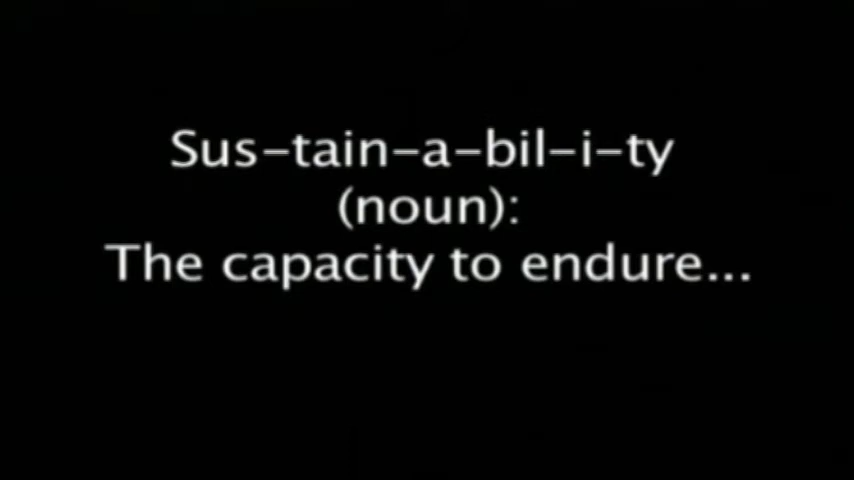 Sus-tain-a-bil-i-ty
(noun):
The capacity to endure...